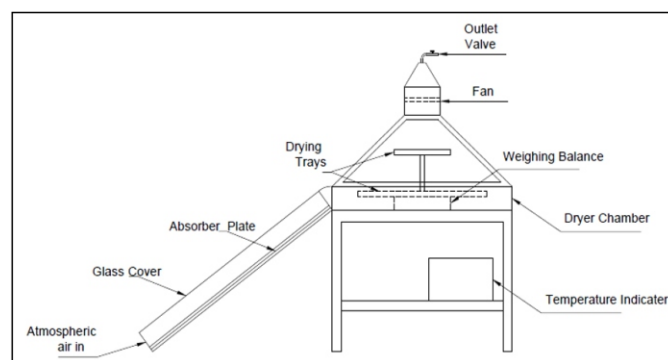 Outlet
Valve
Fan
Drying
Trays
Weighing Balance
Absorber Plate
Dryer Chamber
Glass Cover
Temperature Indicater
Atmospheric
air in